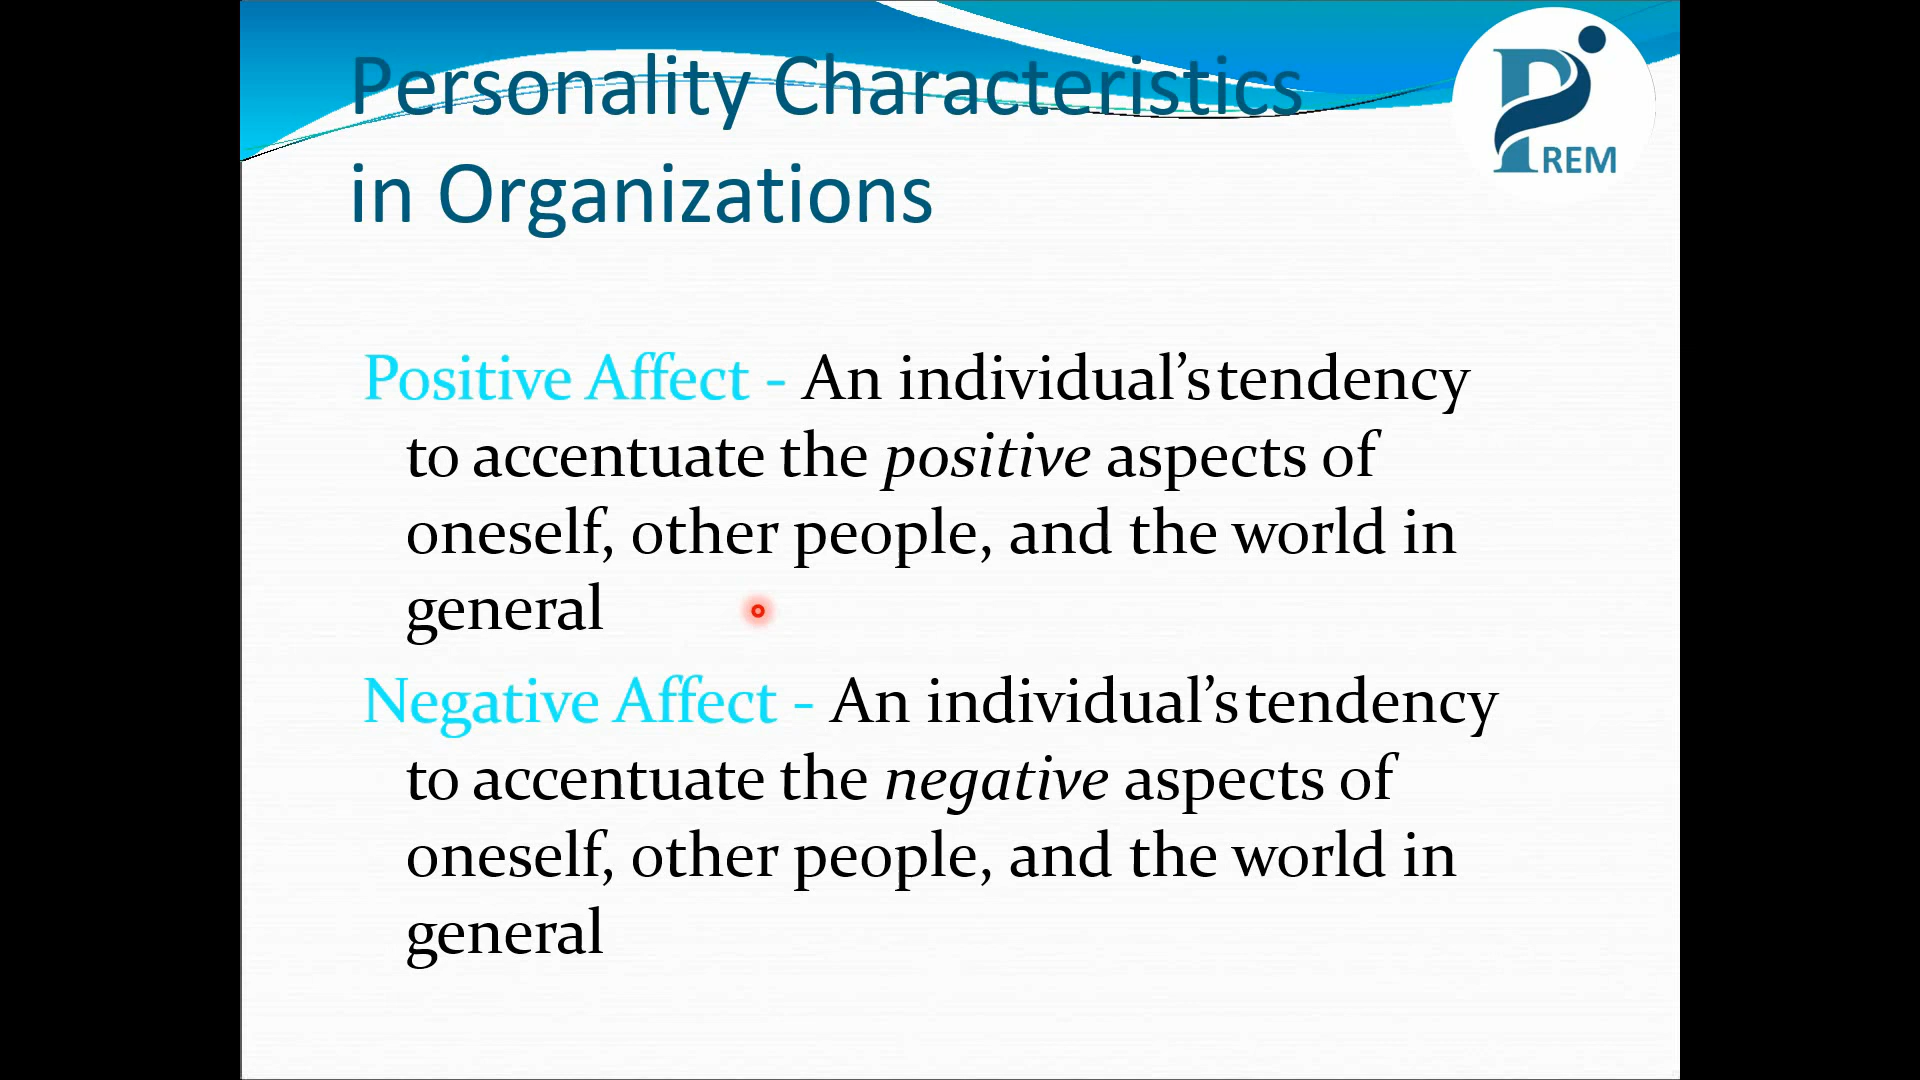 Personality Characteristics
in Organizations
PREM
Positive Affect - An individual’s tendency
to accentuate the positive aspects of
oneself, other people, and the world in
general
Negative Affect - An individual’s tendency
to accentuate the negative aspects of
oneself, other people, and the world in
general